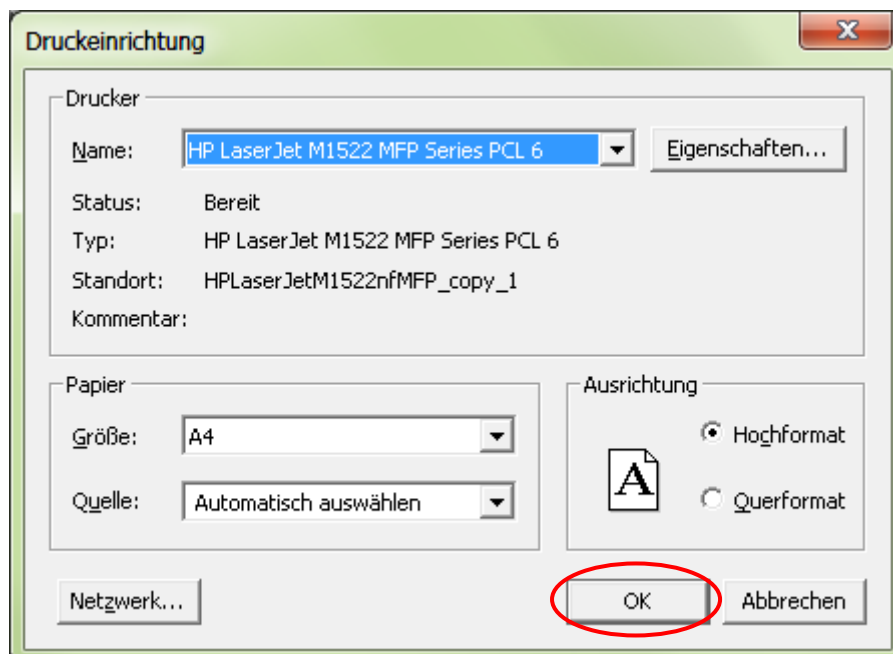 Druckeinrichtung
Drucker
Name: HP LaserJet M1522 MFP Series PCL 6 Eigenschaften...
Status: Bereit
Typ: HP LaserJet M1522 MFP Series PCL 6
Standort: HPLaserJetM1522nfMFP_copy_1
Kommentar:
Papier
Größe: A4
Quelle: Automatisch auswählen
Ausrichtung
A
Hochformat
Querformat
Netzwerk... OK Abbrechen